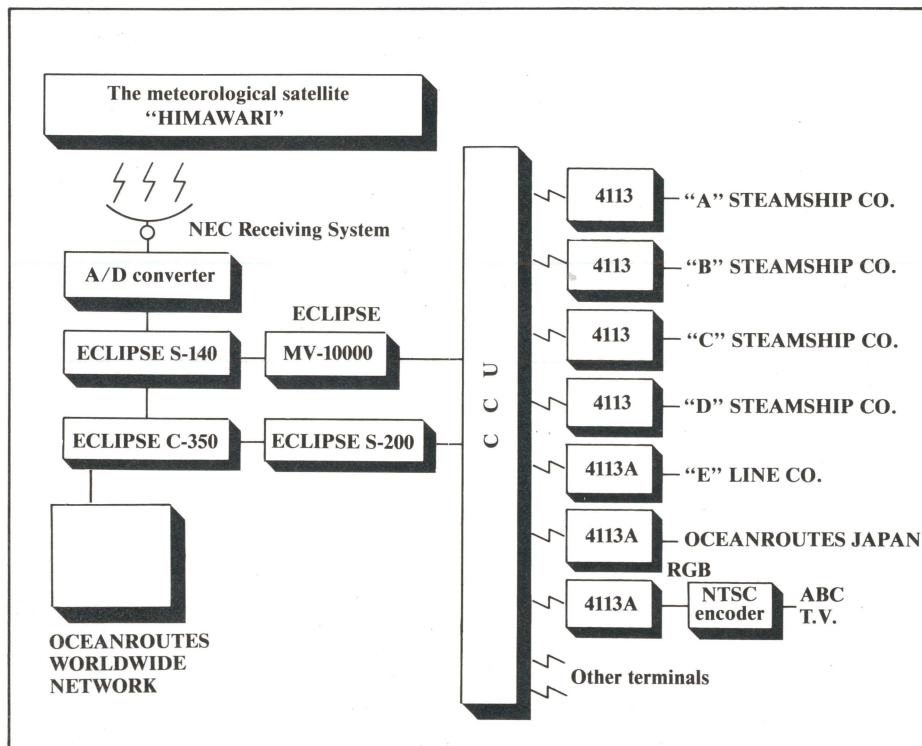 The meteorological satellite
“HIMAWARI”
NEC Receiving System
A/D converter
ECLIPSE
ECLIPSE S-140
MV-10000
ECLIPSE C-350
ECLIPSE S-200
OCEANROUTES
WORLDWIDE
NETWORK
CCU
4113
“A” STEAMSHIP CO.
4113
“B” STEAMSHIP CO.
4113
“C” STEAMSHIP CO.
4113
“D” STEAMSHIP CO.
4113A
“E” LINE CO.
4113A
OCEANROUTES JAPAN
RGB
4113A
NTSC
encoder
ABC
T.V.
Other terminals